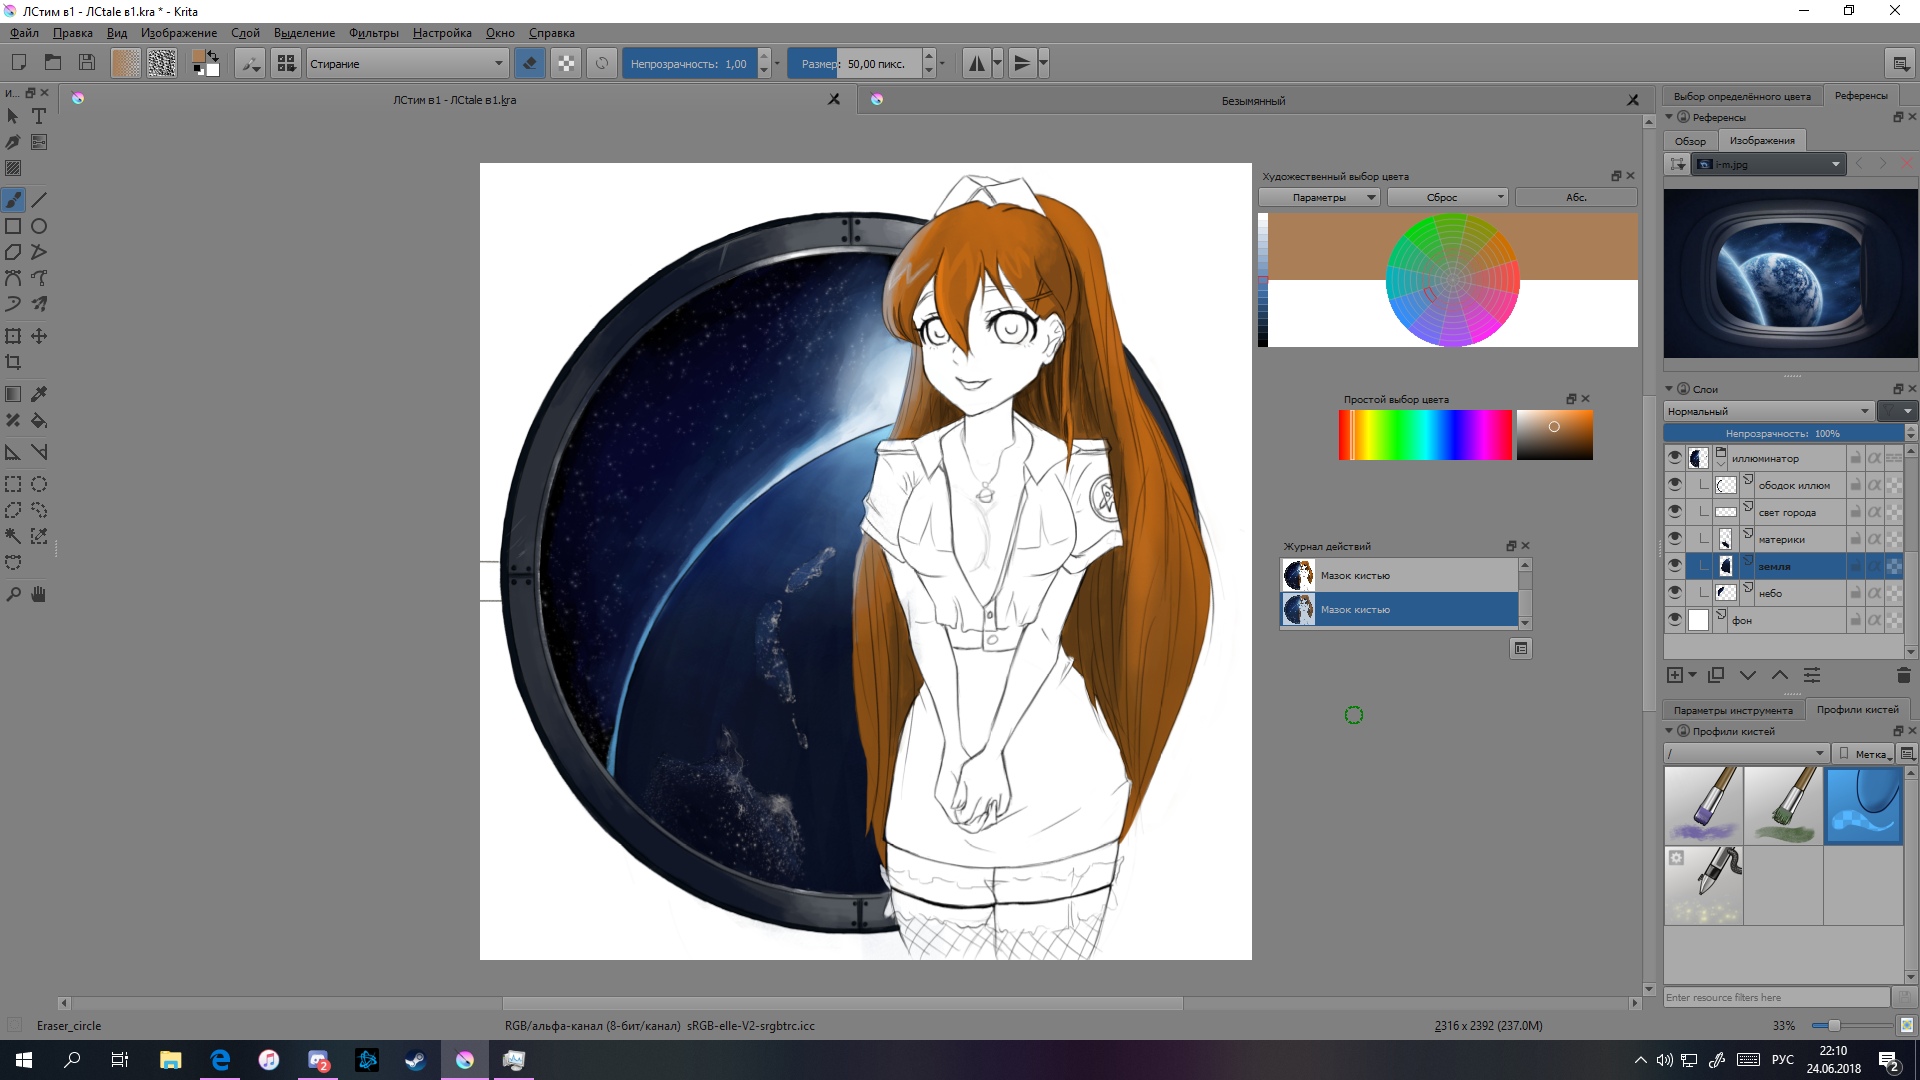 ЛСтим в1 - ЛСtale в1.kra * - Krita
Файл Правка Вид Изображение Слой Выделение Фильтры Настройка Окно Справка
Стирание
Непрозрачность: 1,00
Размер: 50,00 пикс.
И...
ЛСтим в1 - ЛСtale в1.kra
Безымянный
Выбор определённого цвета
Референсы
Референсы
Обзор
Изображения
i-m.jpg
Художественный выбор цвета
Параметры
Сброс
Абс.
Простой выбор цвета
Журнал действий
Мазок кистью
Мазок кистью
Слои
Нормальный
Непрозрачность: 100%
иллюминатор
ободок иллюм
свет города
материки
земля
небо
фон
Параметры инструмента
Профили кистей
Профили кистей
/
Метка
Enter resource filters here
Eraser_circle
RGB/альфа-канал (8-бит/канал) sRGB-elle-V2-srgbtrc.icc
2316 x 2392 (237.0M)
33%
2
РУС
22:10
24.06.2018
2